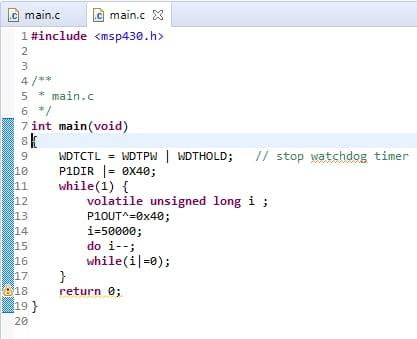 main.c main.c
1 #include <msp430.h>
2
3
4 /**
5 * main.c
6 */
7 int main(void)
8 {
9 WDTCTL = WDTPW | WDTHOLD; // stop watchdog timer
10 P1DIR |= 0X40;
11 while(1) {
12 volatile unsigned long i ;
13 P1OUT^=0x40;
14 i=50000;
15 do i--;
16 while(i|=0);
17 }
18 return 0;
19 }
20